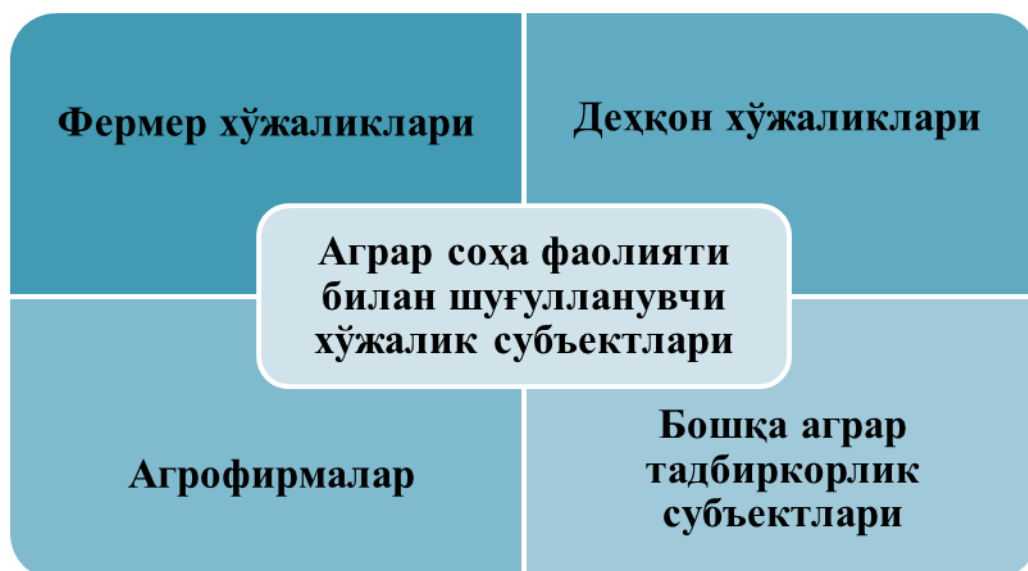 Фермер хўжаликлари
Деҳқон хўжаликлари
Аграр соҳа фаолияти
билан шуғулланувчи
хўжалик субъектлари
Агрофирмалар
Бошқа аграр
тадбиркорлик
субъектлари